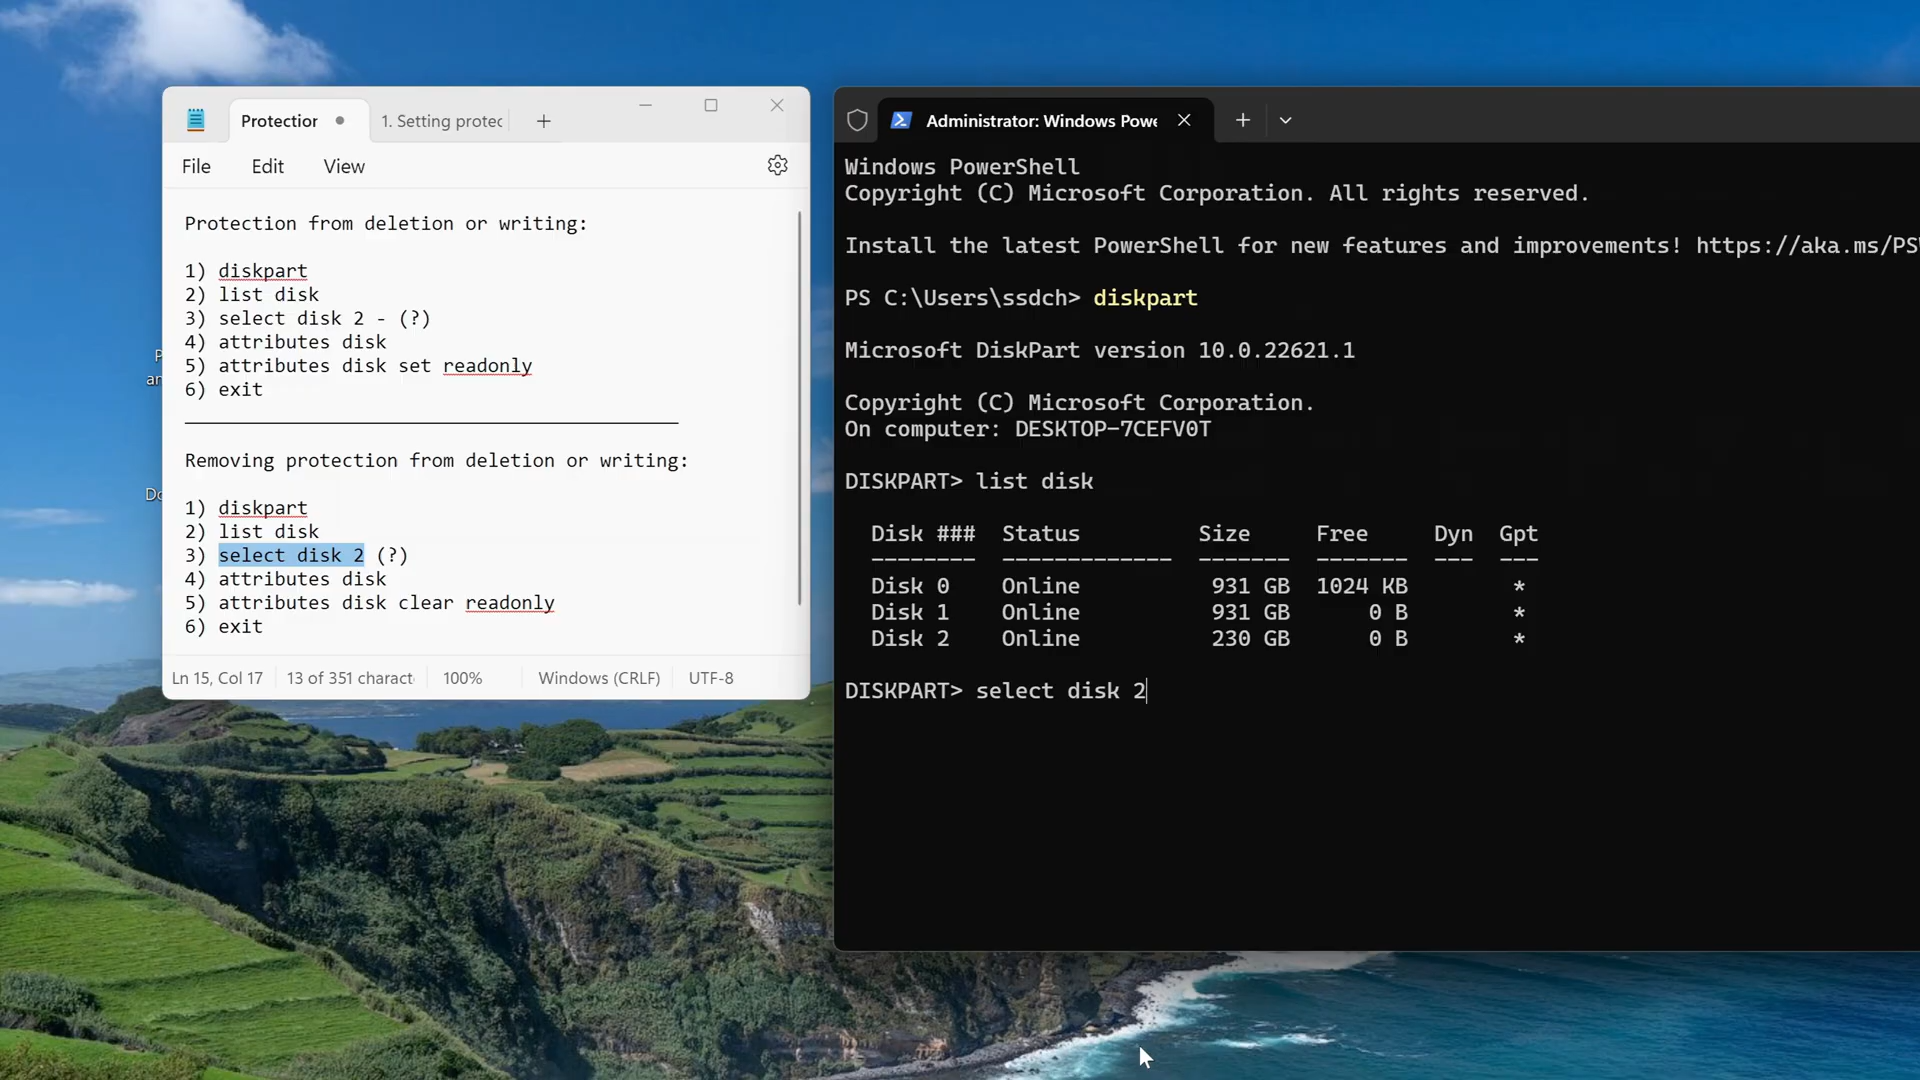 Protection
1. Setting protec
File Edit View
Protection from deletion or writing:
1) diskpart
2) list disk
3) select disk 2 - (?)
4) attributes disk
5) attributes disk set readonly
6) exit
Removing protection from deletion or writing:
1) diskpart
2) list disk
3) select disk 2 (?)
4) attributes disk
5) attributes disk clear readonly
6) exit
Ln 15, Col 17 13 of 351 charact 100% Windows (CRLF) UTF-8
Administrator: Windows Powe
Windows PowerShell
Copyright (C) Microsoft Corporation. All rights reserved.
Install the latest PowerShell for new features and improvements! https://aka.ms/PS
PS C:\Users\ssdch> diskpart
Microsoft DiskPart version 10.0.22621.1
Copyright (C) Microsoft Corporation.
On computer: DESKTOP-7CEFV0T
DISKPART> list disk
Disk ### Status Size Free Dyn Gpt
-------- ------------- ------- ------- --- ---
Disk 0 Online 931 GB 1024 KB *
Disk 1 Online 931 GB 0 B *
Disk 2 Online 230 GB 0 B *
DISKPART> select disk 2